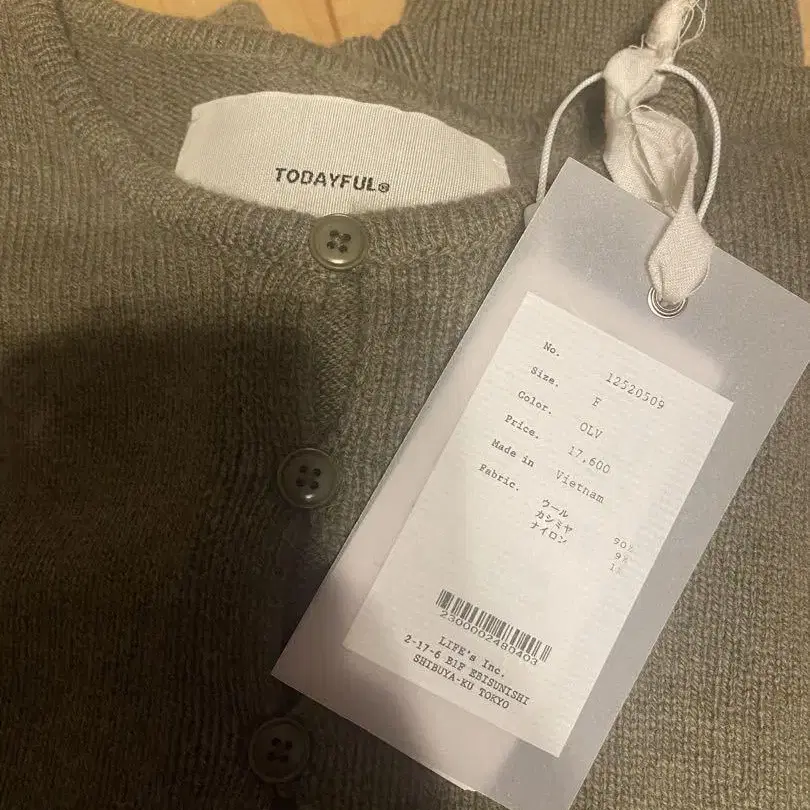 TODAYFUL®
No. 12520509
Size. F
Color. OLV
Price. 17,600
Made in Vietnam
Fabric. ウール 90%
カシミヤ 9%
ナイロン 1%
2300002480403
LIFE's Inc.
2-17-6 B1F EBISUNISHI
SHIBUYA-KU TOKYO